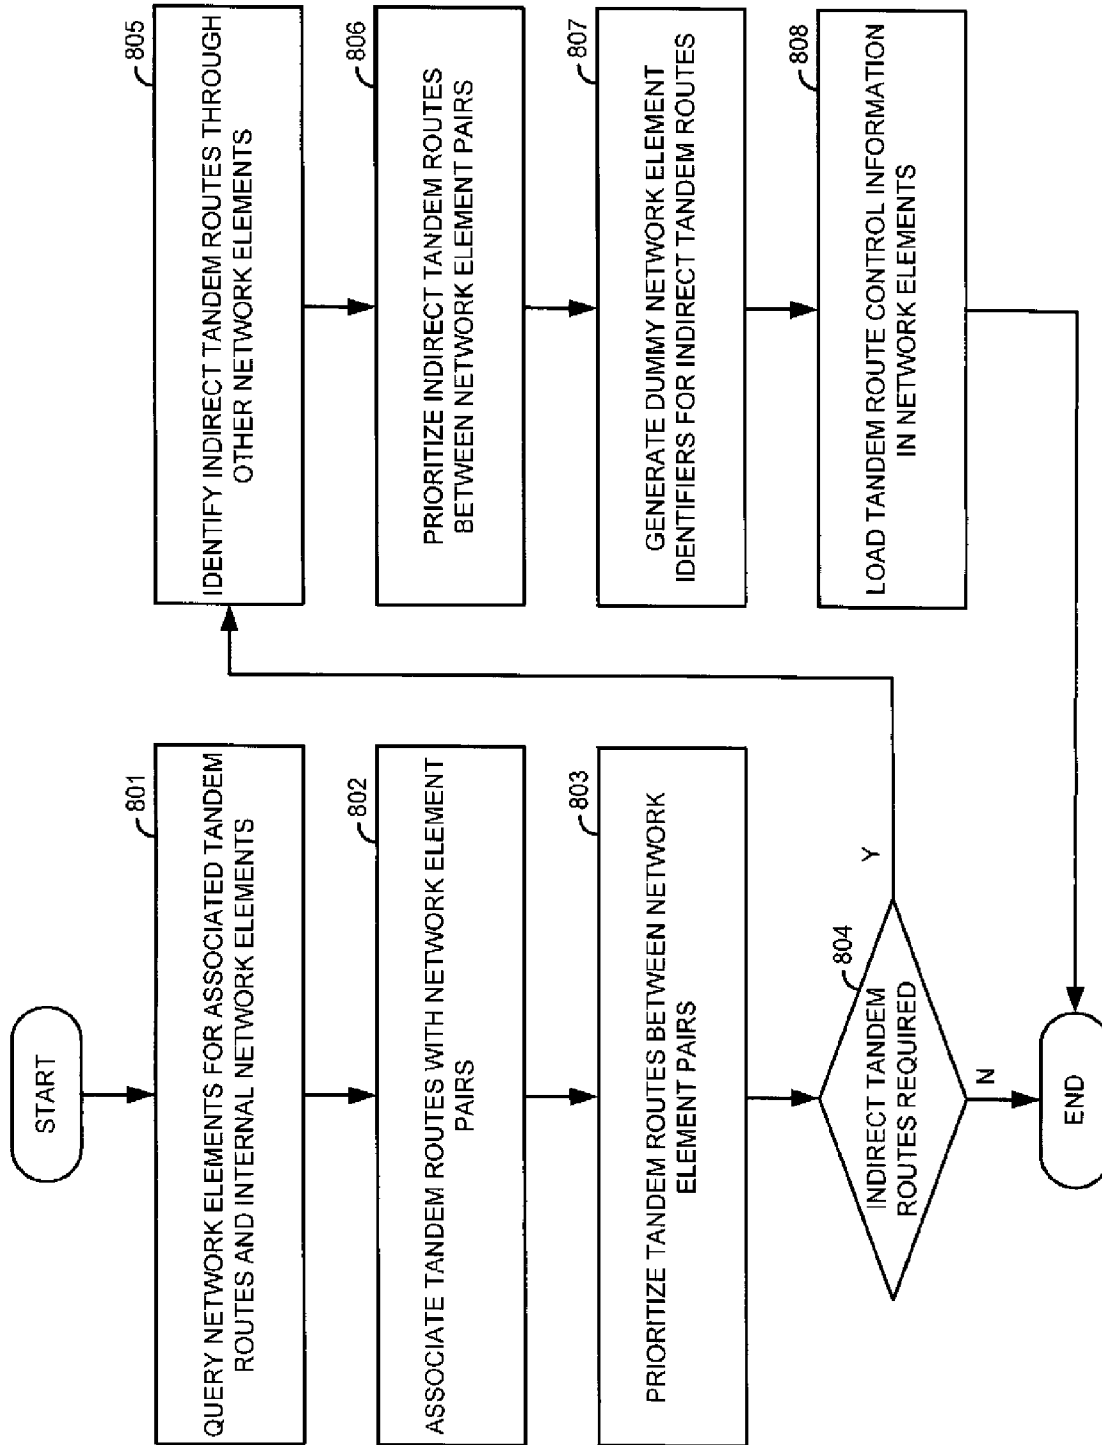 START
801
QUERY NETWORK ELEMENTS FOR ASSOCIATED TANDEM
ROUTES AND INTERNAL NETWORK ELEMENTS
802
ASSOCIATE TANDEM ROUTES WITH NETWORK ELEMENT
PAIRS
803
PRIORITIZE TANDEM ROUTES BETWEEN NETWORK
ELEMENT PAIRS
804
INDIRECT TANDEM
ROUTES REQUIRED
Y
N
END
805
IDENTIFY INDIRECT TANDEM ROUTES THROUGH
OTHER NETWORK ELEMENTS
806
PRIORITIZE INDIRECT TANDEM ROUTES
BETWEEN NETWORK ELEMENT PAIRS
807
GENERATE DUMMY NETWORK ELEMENT
IDENTIFIERS FOR INDIRECT TANDEM ROUTES
808
LOAD TANDEM ROUTE CONTROL INFORMATION
IN NETWORK ELEMENTS